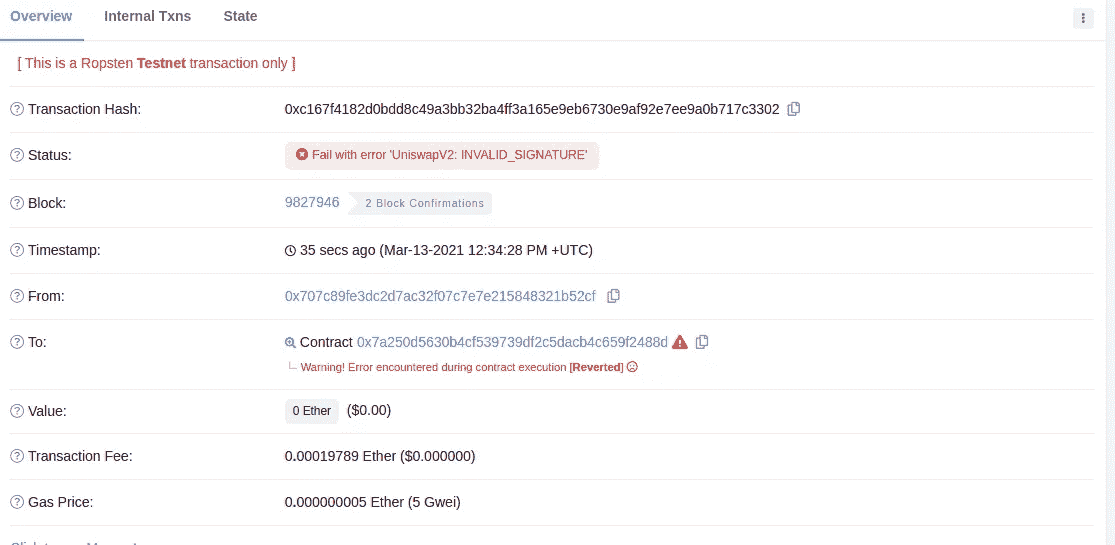 Overview Internal Txns State
[ This is a Ropsten Testnet transaction only ]
Transaction Hash: 0xc167f4182d0bdd8c49a3bb32ba4ff3a165e9eb6730e9af92e7ee9a0b717c3302
Status: Fail with error 'UniswapV2: INVALID_SIGNATURE'
Block: 9827946 2 Block Confirmations
Timestamp: 35 secs ago (Mar-13-2021 12:34:28 PM +UTC)
From: 0x707c89fe3dc2d7ac32f07c7e7e215848321b52cf
To: Contract 0x7a250d5630b4cf539739df2c5dacb4c659f2488d
Warning! Error encountered during contract execution [Reverted]
Value: 0 Ether ($0.00)
Transaction Fee: 0.00019789 Ether ($0.000000)
Gas Price: 0.000000005 Ether (5 Gwei)